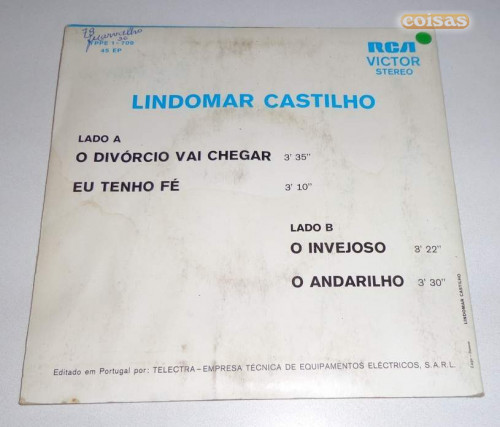 coisas
RCA
VICTOR
STEREO
45 EP
LINDOMAR CASTILHO
LADO A
O DIVÓRCIO VAI CHEGAR 3' 35"
EU TENHO FÉ 3' 10"
LADO B
O INVEJOSO 3' 22"
O ANDARILHO 3' 30"
LINDOMAR CASTILHO
Editado em Portugal por: TELECTRA-EMPRESA TÉCNICA DE EQUIPAMENTOS ELÉCTRICOS, S.A.R.L.